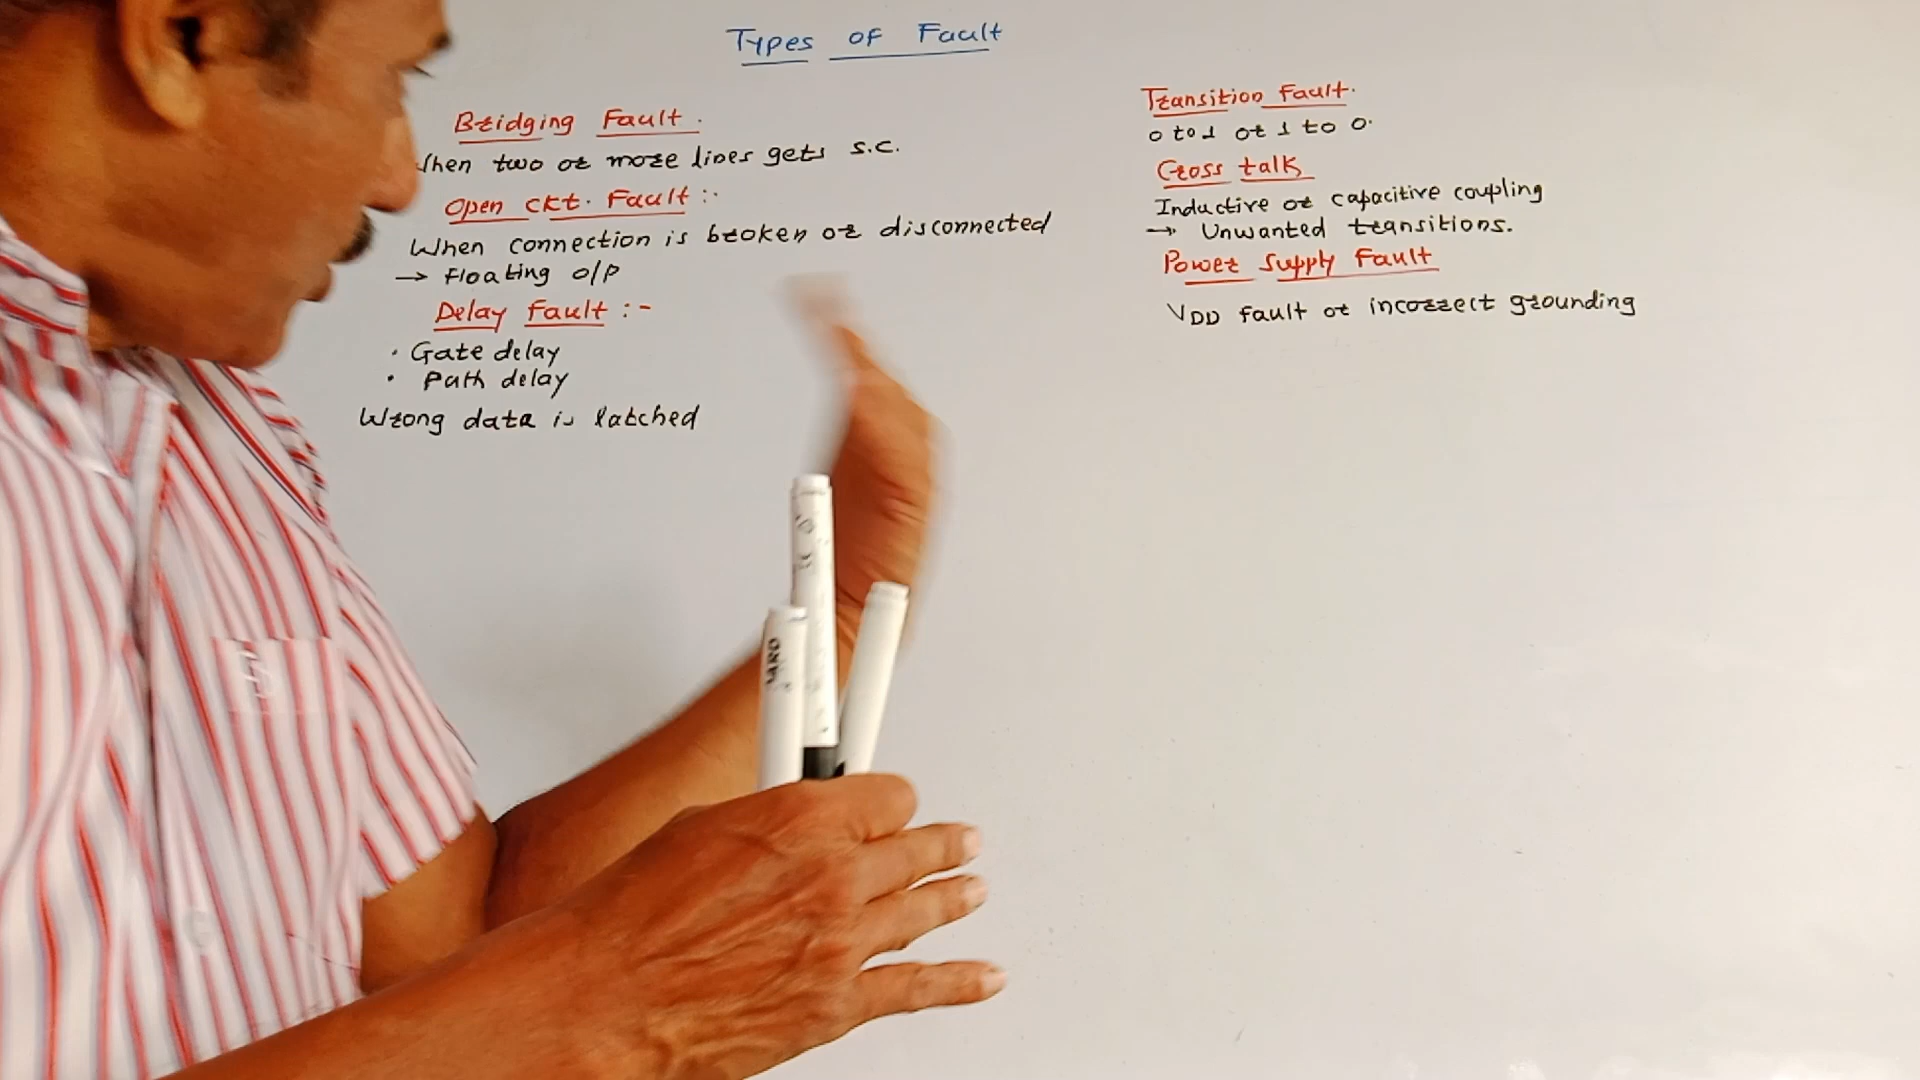 Types of Fault
Bridging Fault.
When two or more lines gets s.c.
Open ckt. Fault :-
When connection is broken or disconnected
→ Floating o/p
Delay Fault :-
• Gate delay
• Path delay
Wrong data is latched
Transition Fault.
0 to 1 or 1 to 0.
Cross talk
Inductive or capacitive coupling
→ Unwanted transitions.
Power Supply Fault
VDD fault or incorrect grounding